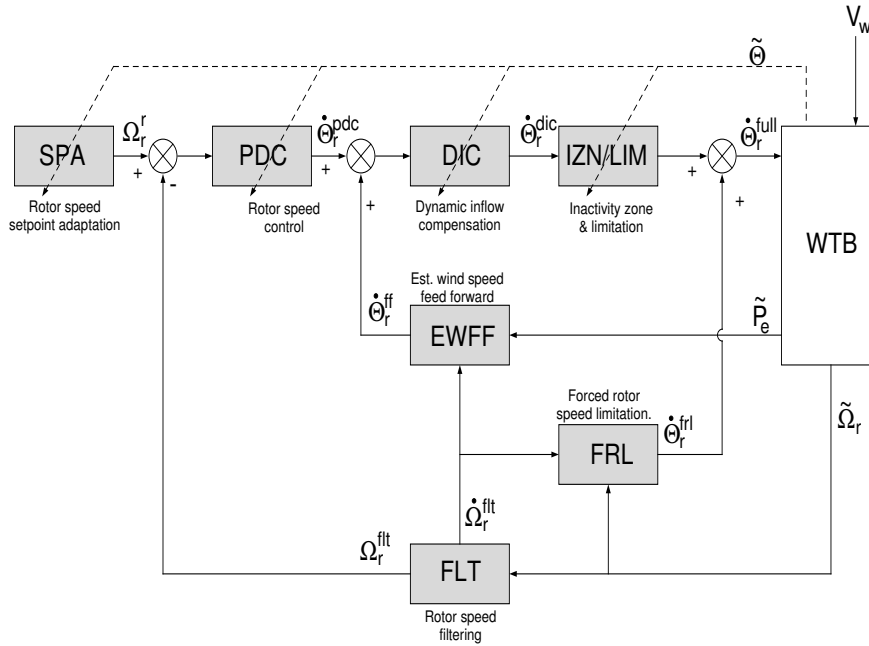 V_w
Θ̃
Ω_r^r
Θ̇_r^pdc
Θ̇_r^dic
Θ̇_r^full
SPA
PDC
DIC
IZN/LIM
+
-
+
+
Rotor speed
setpoint adaptation
Rotor speed
control
+
Dynamic inflow
compensation
Inactivity zone
& limitation
+
WTB
Est. wind speed
feed forward
Θ̇_r^ff
EWFF
P̃_e
Forced rotor
speed limitation.
Θ̇_r^frl
Ω̃_r
FRL
Ω̇_r^flt
Ω_r^flt
FLT
Rotor speed
filtering